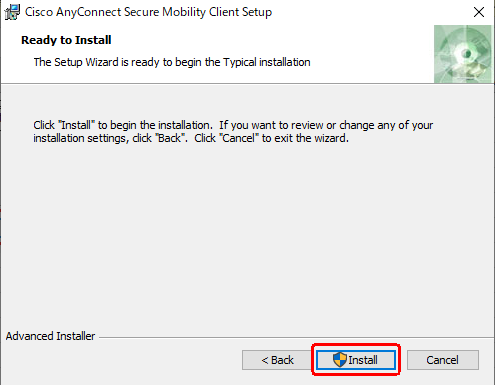 Cisco AnyConnect Secure Mobility Client Setup
Ready to Install
The Setup Wizard is ready to begin the Typical installation
Click "Install" to begin the installation.  If you want to review or change any of your
installation settings, click "Back".  Click "Cancel" to exit the wizard.
Advanced Installer
< Back
Install
Cancel